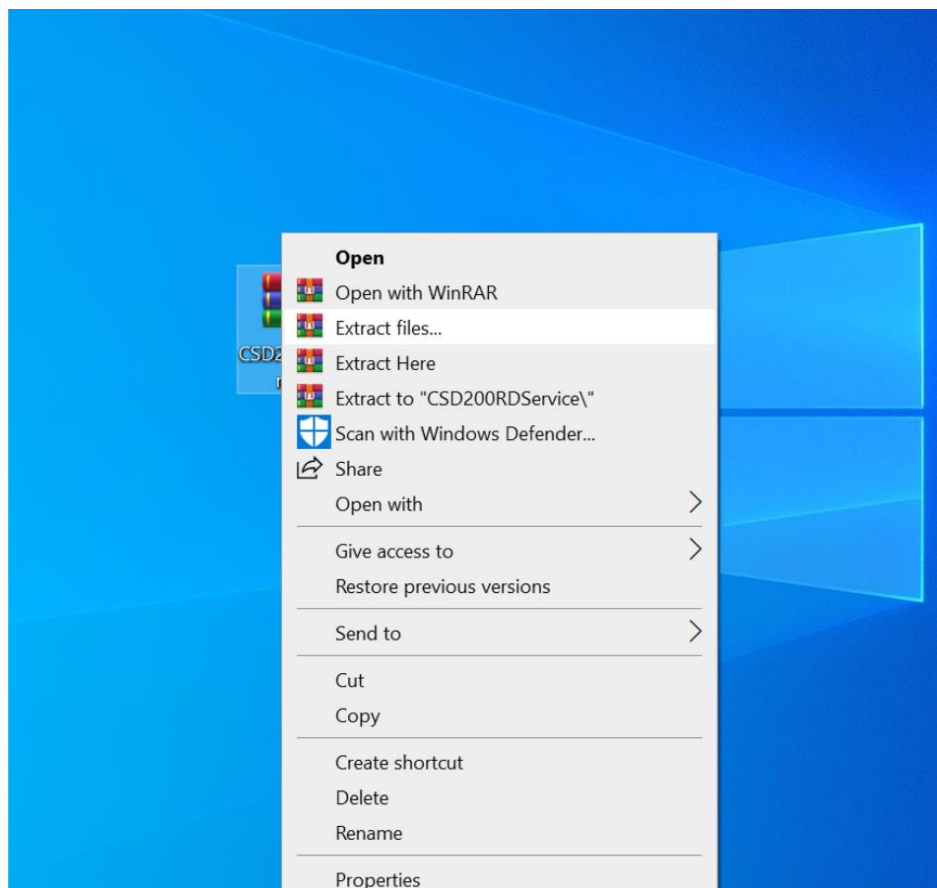 CSD2
r
Open
Open with WinRAR
Extract files...
Extract Here
Extract to "CSD200RDService\"
Scan with Windows Defender...
Share
Open with
Give access to
Restore previous versions
Send to
Cut
Copy
Create shortcut
Delete
Rename
Properties